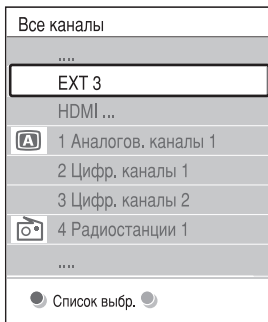 Все каналы
....
EXT 3
HDMI ...
A 1 Аналогов. каналы 1
2 Цифр. каналы 1
3 Цифр. каналы 2
4 Радиостанции 1
....
Список выбр.